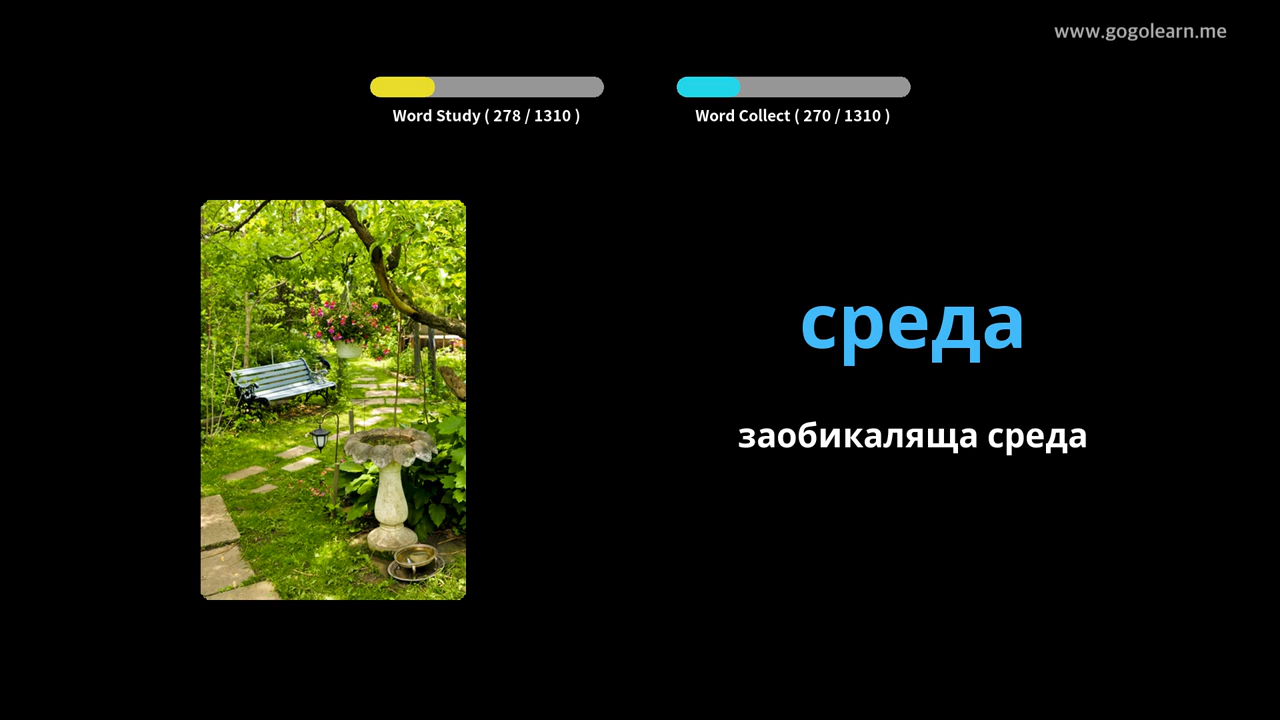 www.gogolearn.me
Word Study ( 278 / 1310 )
Word Collect ( 270 / 1310 )
среда
заобикаляща среда